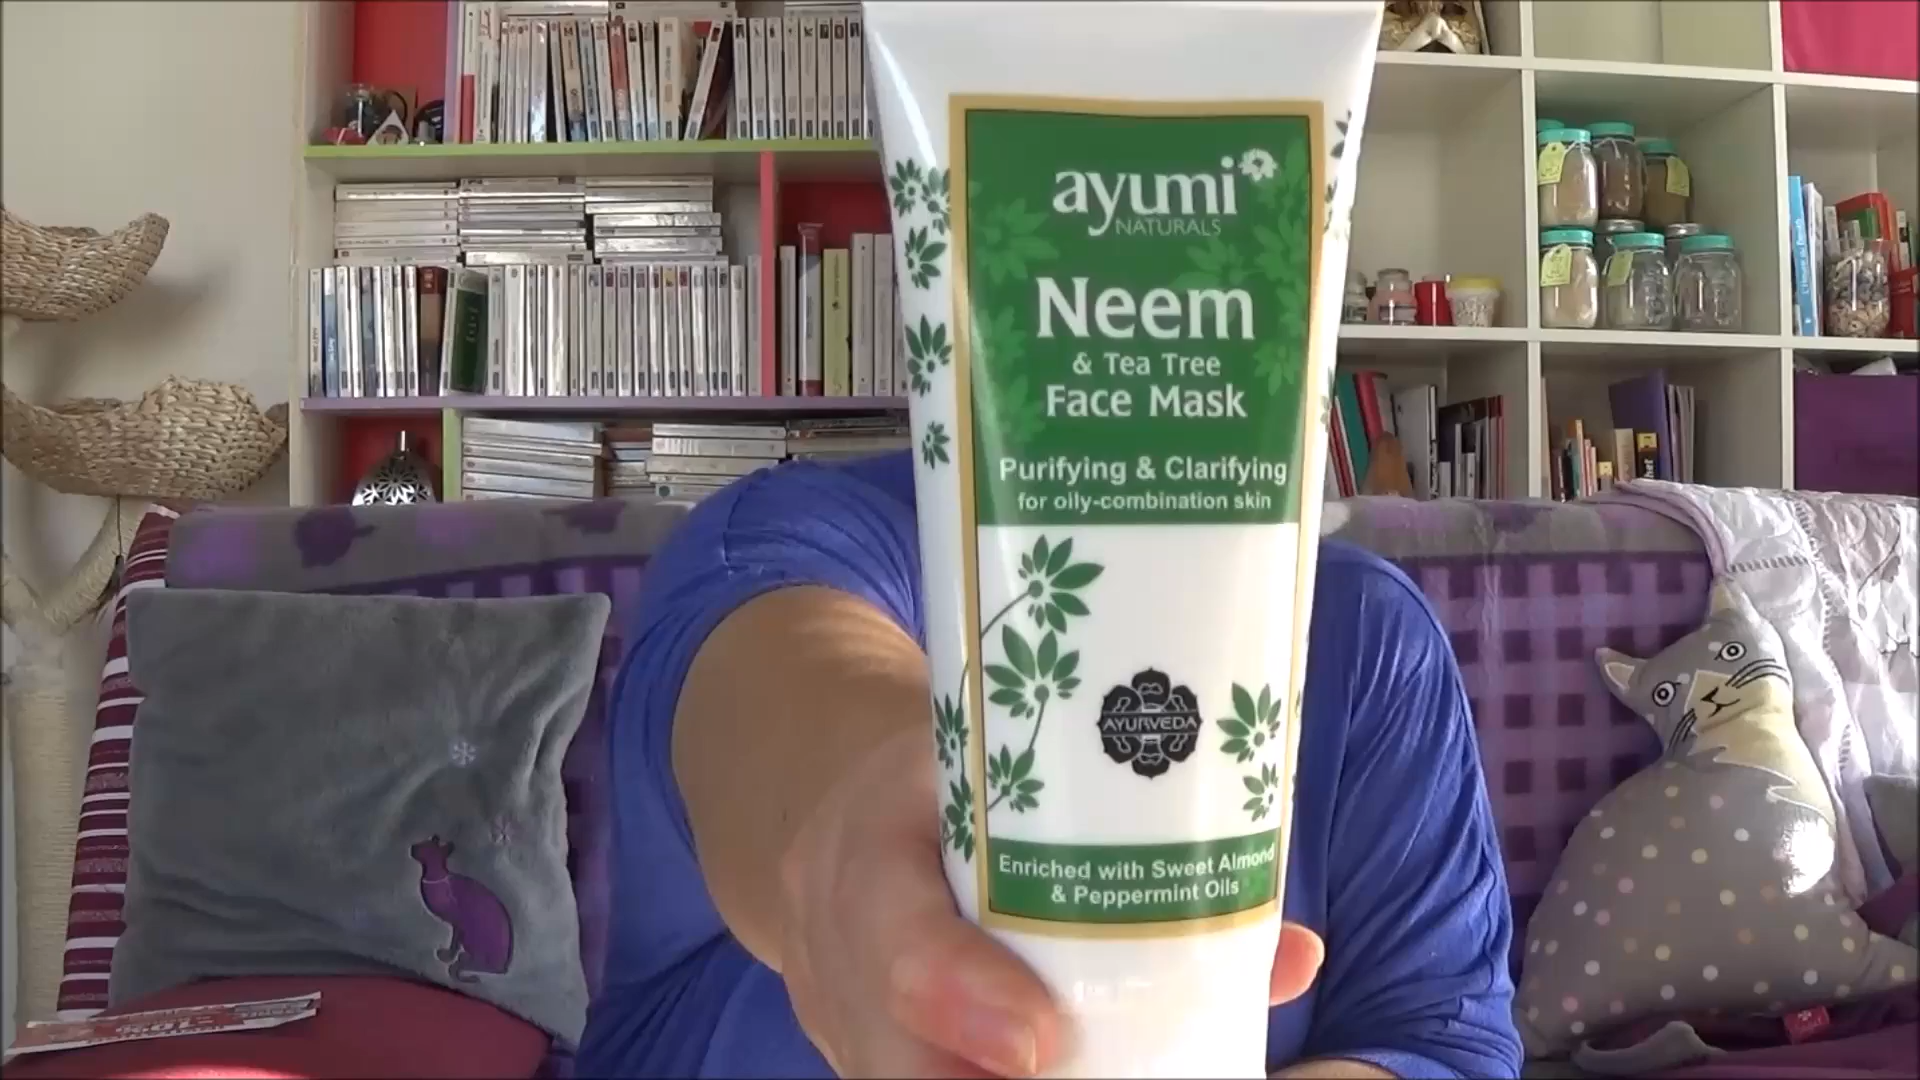 ayumi
NATURALS
Neem
& Tea Tree
Face Mask
Purifying & Clarifying
for oily-combination skin
AYURVEDA
Enriched with Sweet Almond
& Peppermint Oils